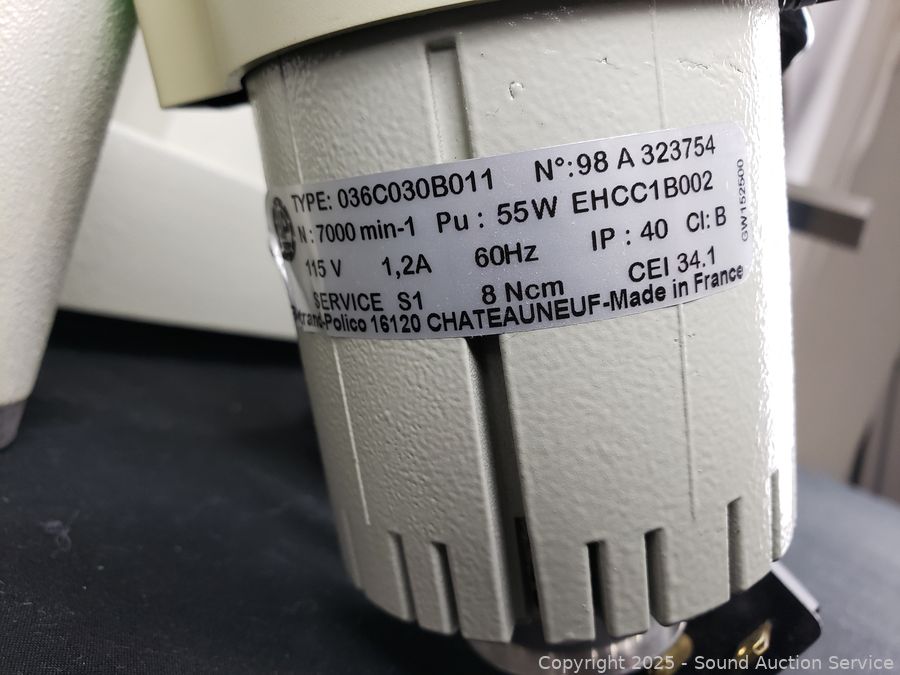 TYPE: 036C030B011 N°:98 A 323754
N : 7000 min-1 Pu : 55W EHCC1B002
115 V 1,2A 60Hz IP : 40 Cl: B
SERVICE S1 8 Ncm CEI 34.1
Polico 16120 CHATEAUNEUF-Made in France
GW152500
Copyright 2025 - Sound Auction Service